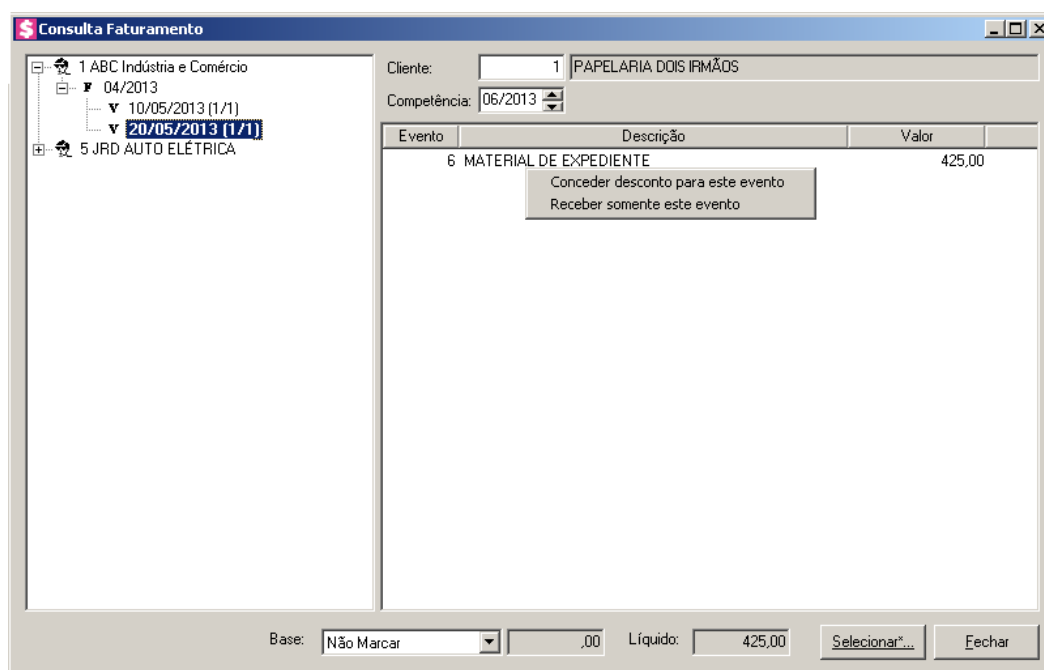 Consulta Faturamento
1 ABC Indústria e Comércio
F 04/2013
V 10/05/2013 (1/1)
V 20/05/2013 (1/1)
5 JRD AUTO ELÉTRICA
Cliente: 1 PAPELARIA DOIS IRMÃOS
Competência: 06/2013
Evento Descrição Valor
6 MATERIAL DE EXPEDIENTE 425,00
Conceder desconto para este evento
Receber somente este evento
Base: Não Marcar ,00 Líquido: 425,00 Selecionar*... Fechar